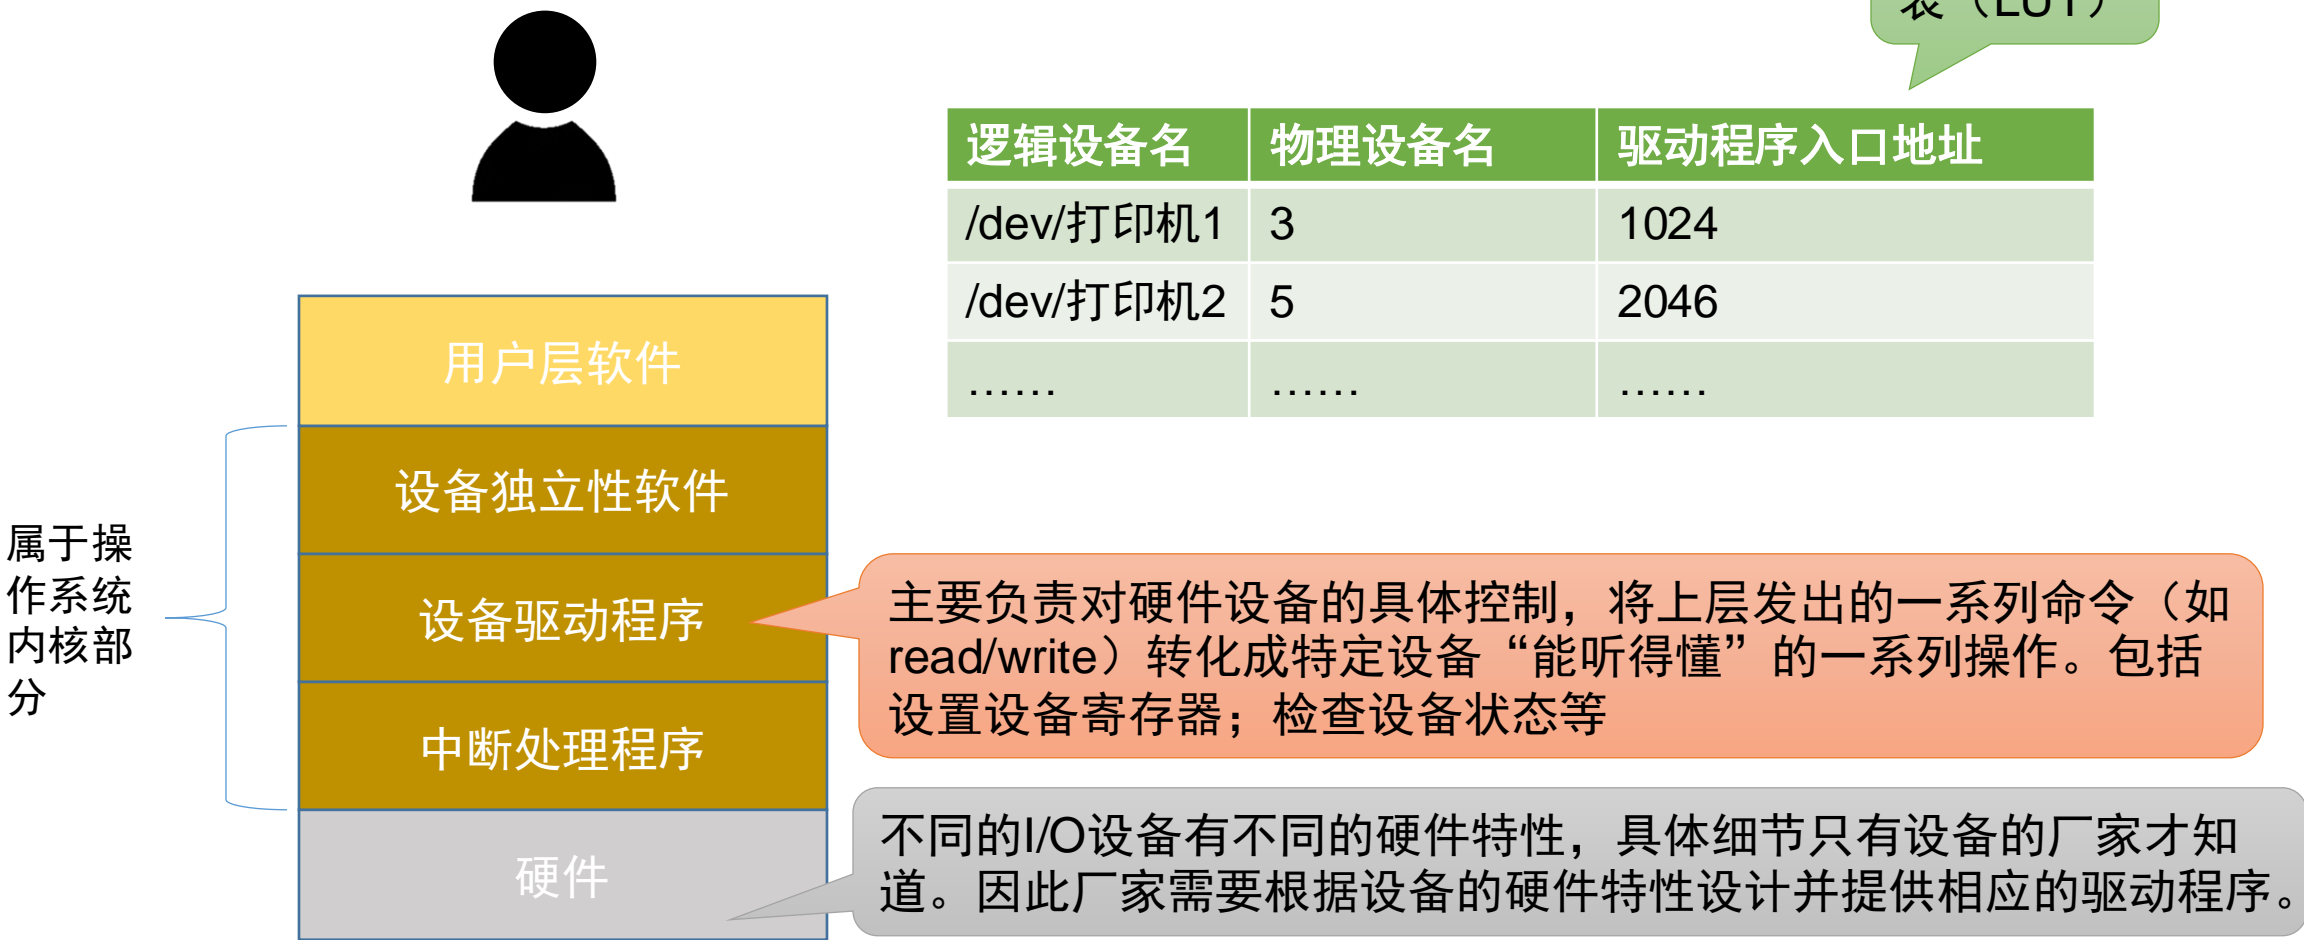 表（LUT）
逻辑设备名 物理设备名 驱动程序入口地址
/dev/打印机1 3 1024
/dev/打印机2 5 2046
…… …… ……
用户层软件
设备独立性软件
设备驱动程序
中断处理程序
硬件
属于操
作系统
内核部
分
主要负责对硬件设备的具体控制，将上层发出的一系列命令（如
read/write）转化成特定设备“能听得懂”的一系列操作。包括
设置设备寄存器；检查设备状态等
不同的I/O设备有不同的硬件特性，具体细节只有设备的厂家才知
道。因此厂家需要根据设备的硬件特性设计并提供相应的驱动程序。